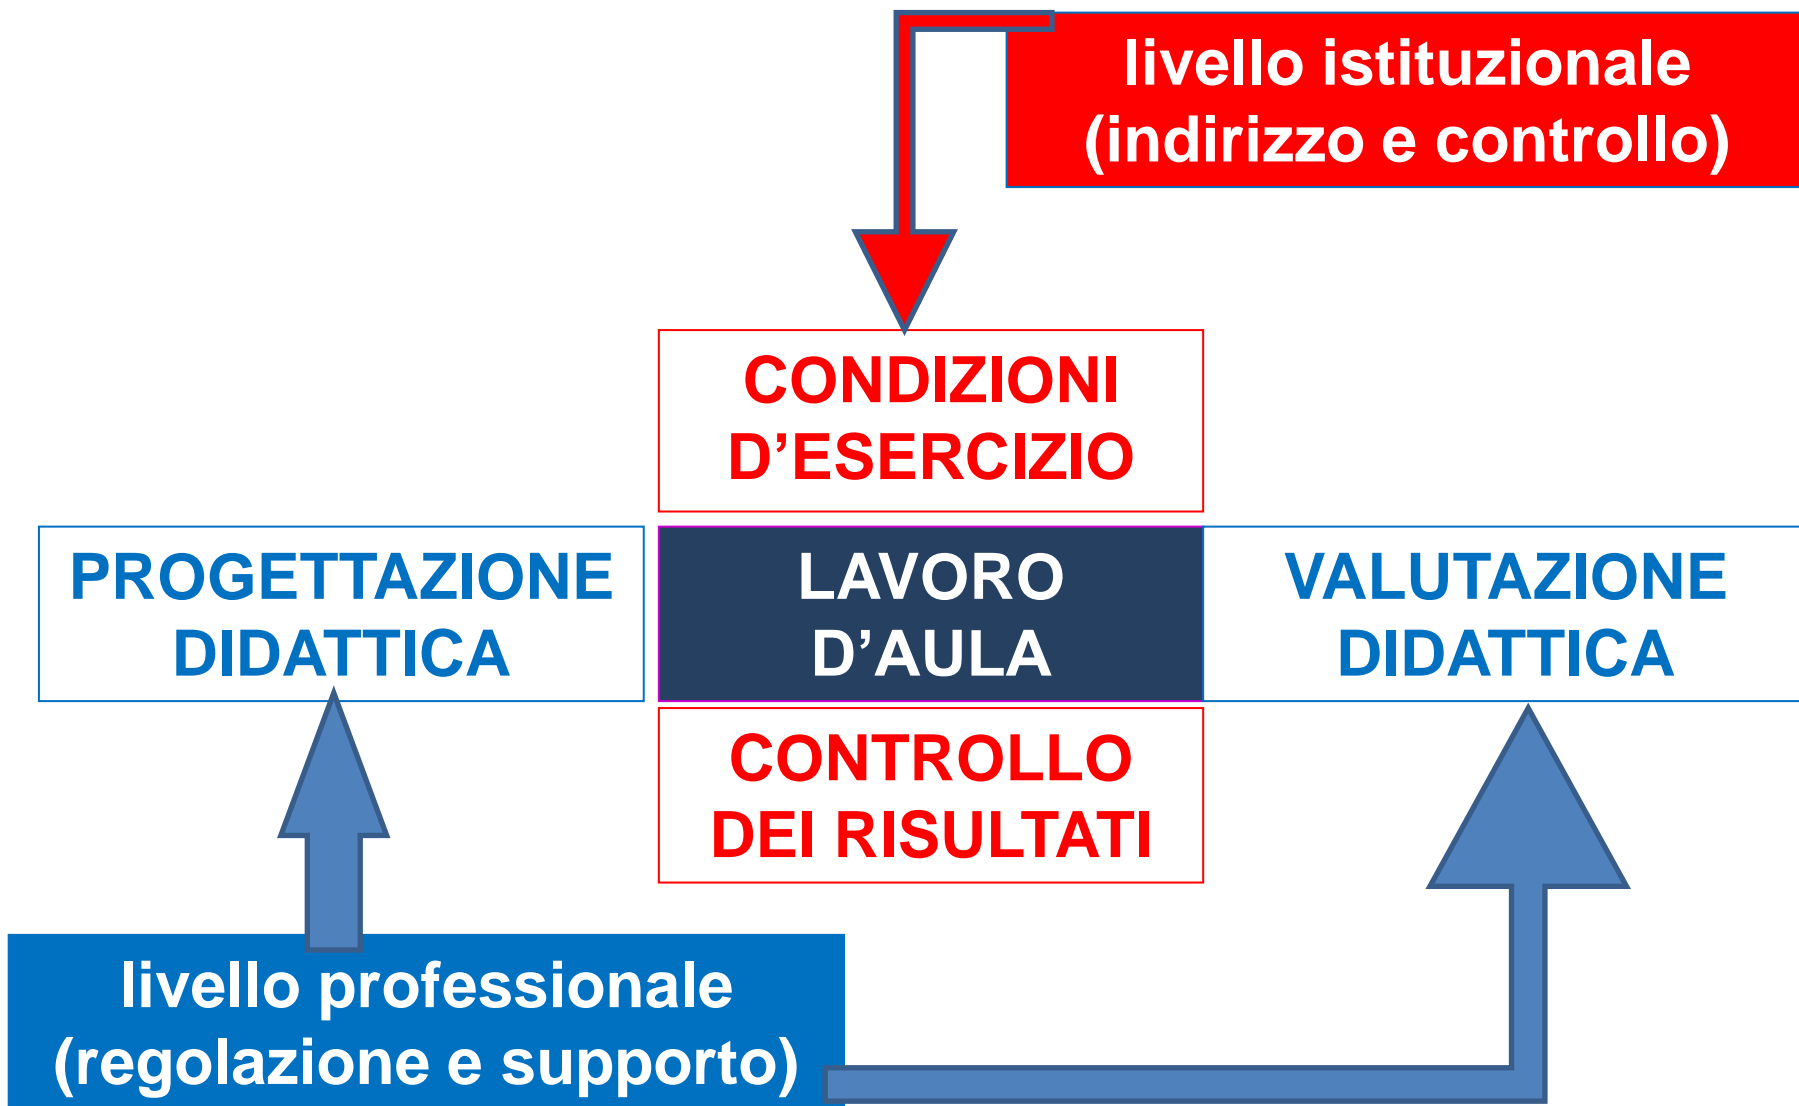 livello istituzionale
(indirizzo e controllo)
CONDIZIONI
D’ESERCIZIO
PROGETTAZIONE
DIDATTICA
LAVORO
D’AULA
VALUTAZIONE
DIDATTICA
CONTROLLO
DEI RISULTATI
livello professionale
(regolazione e supporto)